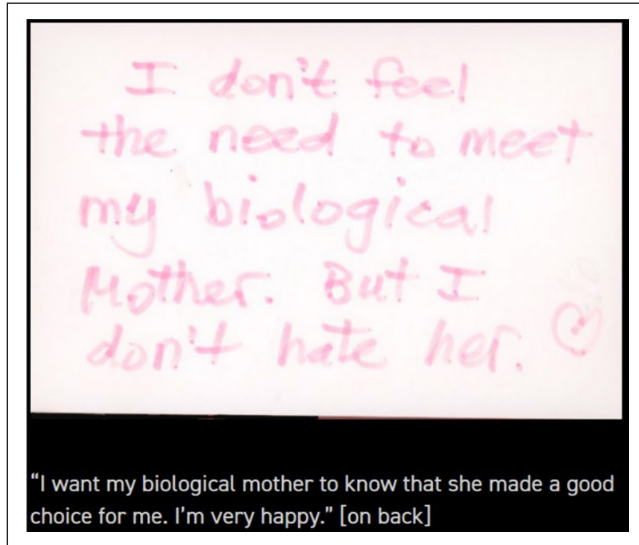 I don't feel
the need to meet
my biological
Mother. But I
don't hate her.
“I want my biological mother to know that she made a good
choice for me. I'm very happy.” [on back]